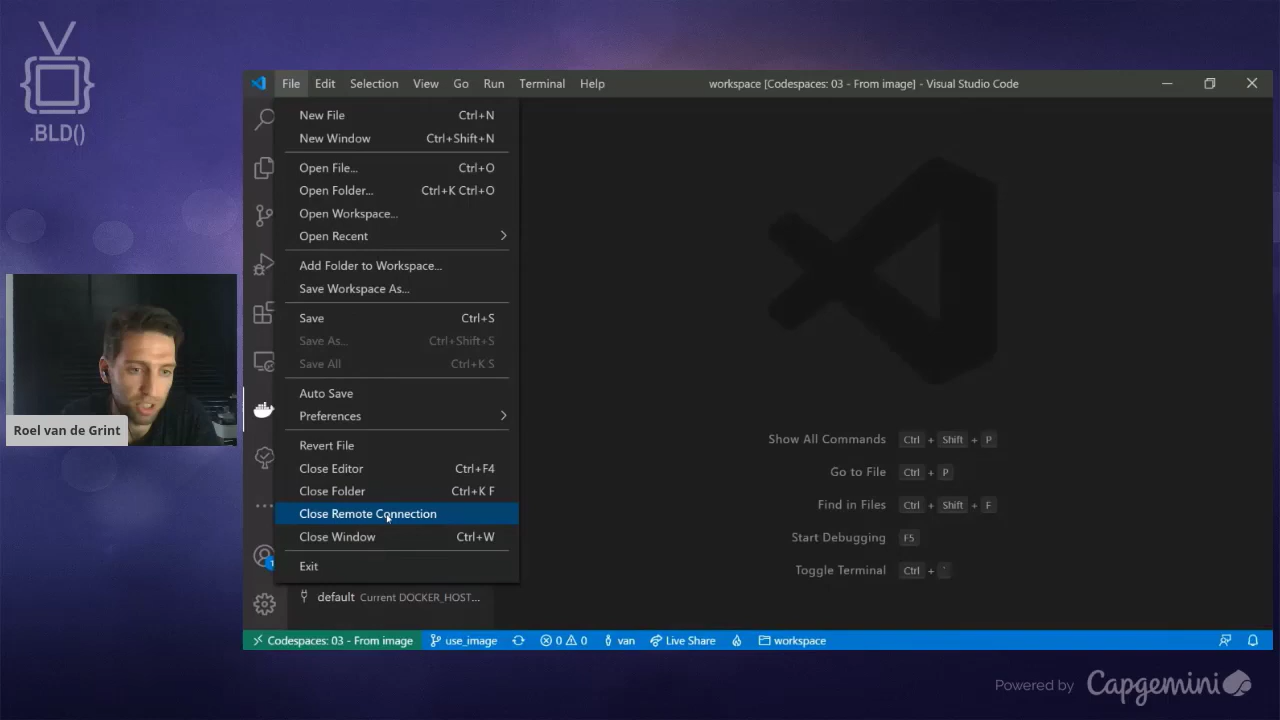 .BLD()
File Edit Selection View Go Run Terminal Help workspace [Codespaces: 03 - From image] - Visual Studio Code
New File Ctrl+N
New Window Ctrl+Shift+N
Open File... Ctrl+O
Open Folder... Ctrl+K Ctrl+O
Open Workspace...
Open Recent
Add Folder to Workspace...
Save Workspace As...
Save Ctrl+S
Save As... Ctrl+Shift+S
Save All Ctrl+K S
Auto Save
Preferences
Revert File
Close Editor Ctrl+F4
Close Folder Ctrl+K F
Close Remote Connection
Close Window Ctrl+W
Exit
default Current DOCKER_HOST...
Show All Commands Ctrl + Shift + P
Go to File Ctrl + P
Find in Files Ctrl + Shift + F
Start Debugging F5
Toggle Terminal Ctrl + `
Roel van de Grint
1
Codespaces: 03 - From image use_image 0 0 van Live Share workspace
Powered by Capgemini